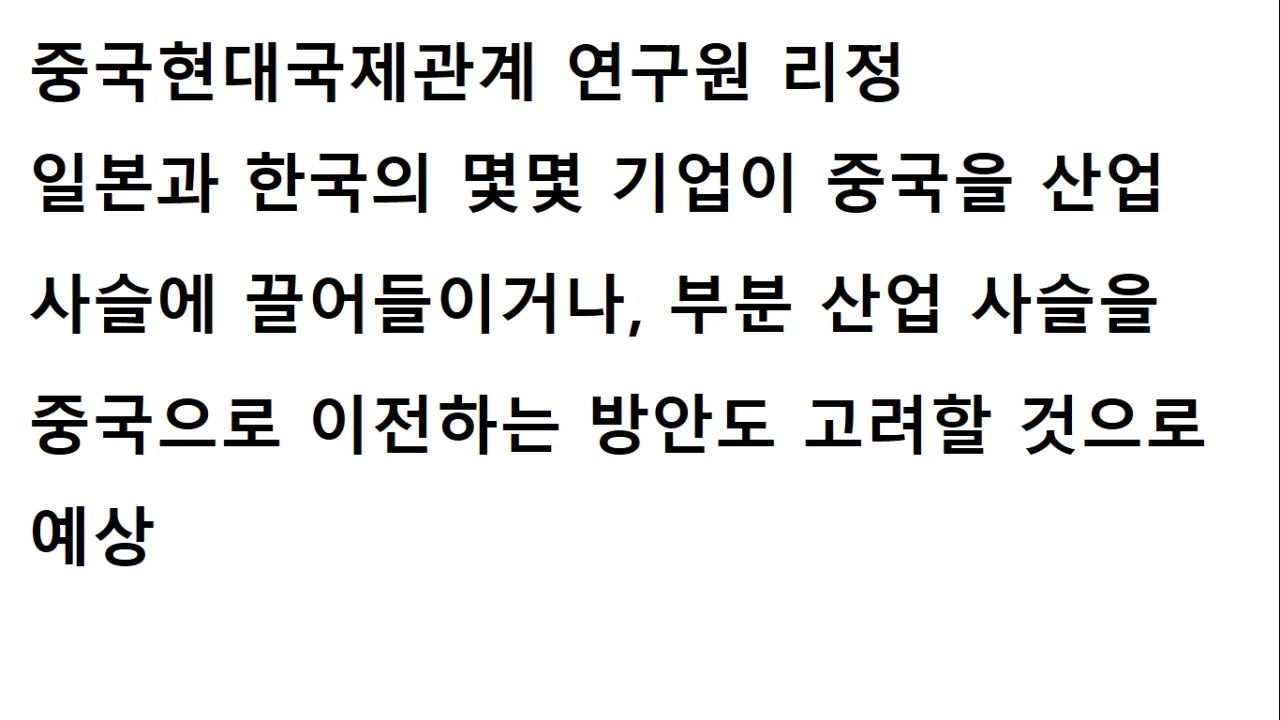 중국현대국제관계 연구원 리정
일본과 한국의 몇몇 기업이 중국을 산업
사슬에 끌어들이거나, 부분 산업 사슬을
중국으로 이전하는 방안도 고려할 것으로
예상